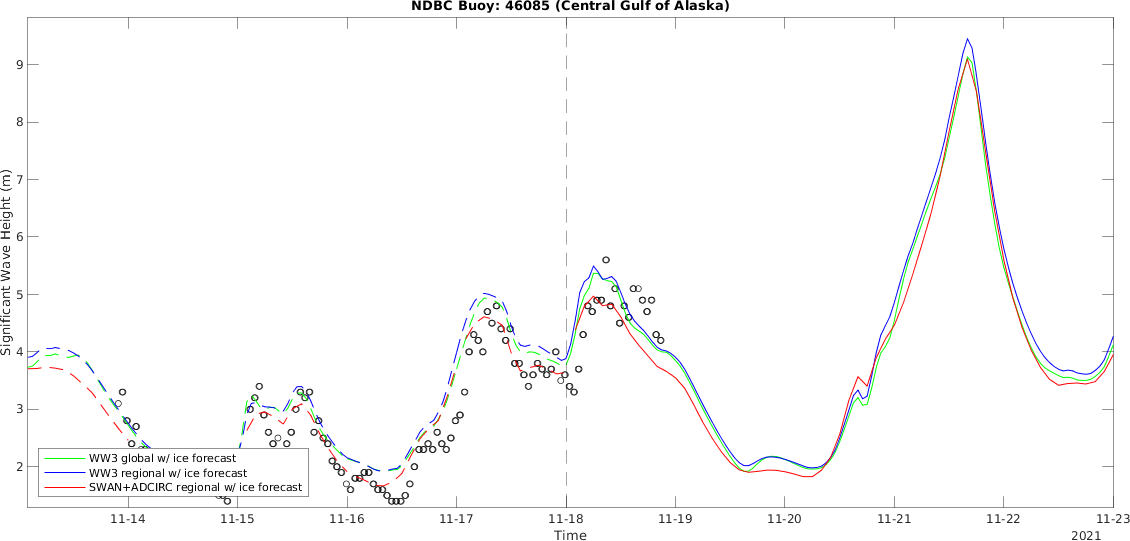 NDBC Buoy: 46085 (Central Gulf of Alaska)
Significant Wave Height (m)
9
8
7
6
5
4
3
2
WW3 global w/ ice forecast
WW3 regional w/ ice forecast
SWAN+ADCIRC regional w/ ice forecast
11-14 11-15 11-16 11-17 11-18 11-19 11-20 11-21 11-22 11-23
Time
2021